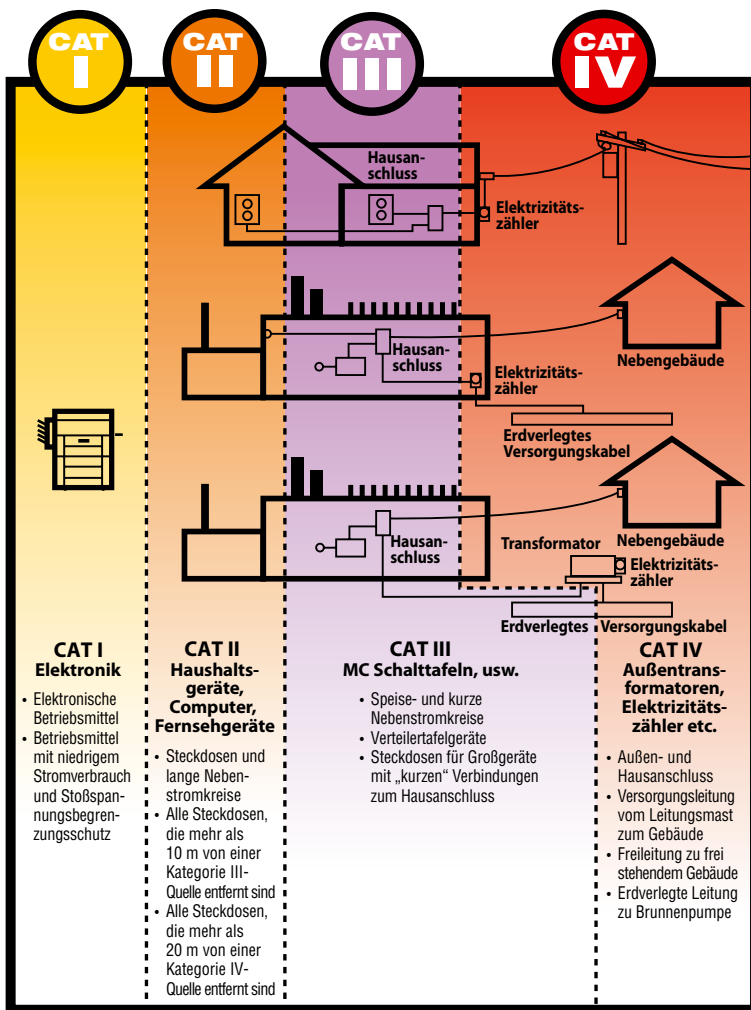 CAT
I
CAT
II
CAT
III
CAT
IV
Hausan-
schluss
Elektrizitäts-
zähler
Hausan-
schluss
Elektrizitäts-
zähler
Nebengebäude
Erdverlegtes
Versorgungskabel
Hausan-
schluss
Transformator
Nebengebäude
Elektrizitäts-
zähler
Erdverlegtes Versorgungskabel
CAT I
Elektronik
• Elektronische
Betriebsmittel
• Betriebsmittel
mit niedrigem
Stromverbrauch
und Stoßspan-
nungsbegren-
zungsschutz
CAT II
Haushalts-
geräte,
Computer,
Fernsehgeräte
• Steckdosen und
lange Neben-
stromkreise
• Alle Steckdosen,
die mehr als
10 m von einer
Kategorie III-
Quelle entfernt sind
• Alle Steckdosen,
die mehr als
20 m von einer
Kategorie IV-
Quelle entfernt sind
CAT III
MC Schalttafeln, usw.
• Speise- und kurze
Nebenstromkreise
• Verteilertafelgeräte
• Steckdosen für Großgeräte
mit „kurzen“ Verbindungen
zum Hausanschluss
CAT IV
Außentrans-
formatoren,
Elektrizitäts-
zähler etc.
• Außen- und
Hausanschluss
• Versorgungsleitung
vom Leitungsmast
zum Gebäude
• Freileitung zu frei
stehendem Gebäude
• Erdverlegte Leitung
zu Brunnenpumpe